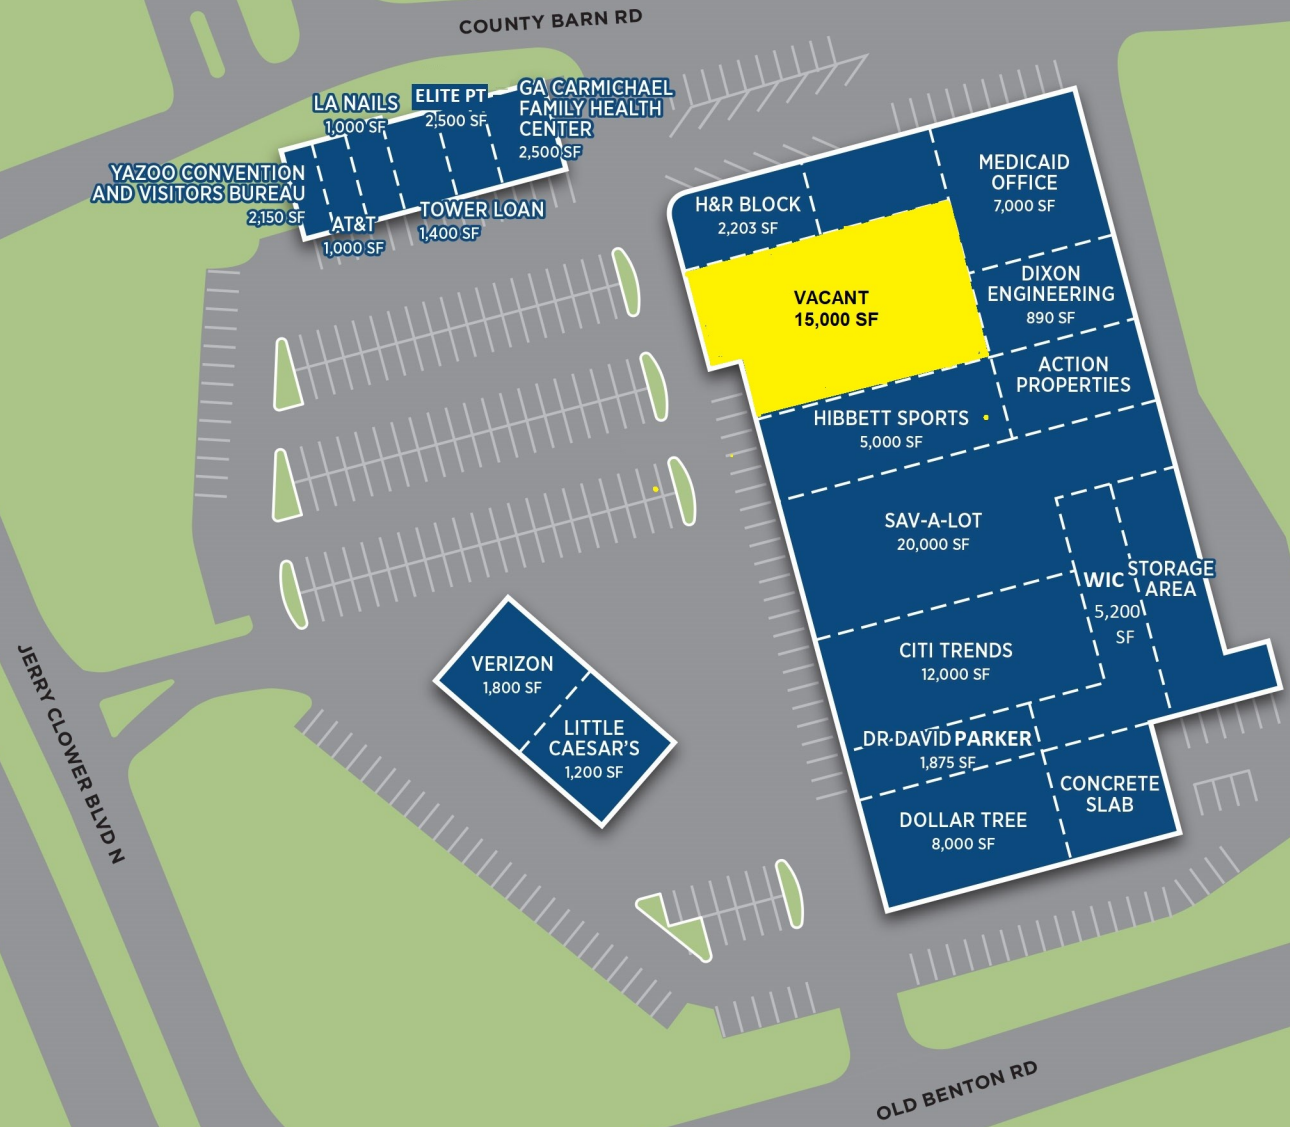 COUNTY BARN RD
LA NAILS
1,000 SF
ELITE PT
2,500 SF
GA CARMICHAEL
FAMILY HEALTH
CENTER
2,500 SF
YAZOO CONVENTION
AND VISITORS BUREAU
2,150 SF
AT&T
1,000 SF
TOWER LOAN
1,400 SF
H&R BLOCK
2,203 SF
MEDICAID
OFFICE
7,000 SF
VACANT
15,000 SF
DIXON
ENGINEERING
890 SF
ACTION
PROPERTIES
HIBBETT SPORTS
5,000 SF
SAV-A-LOT
20,000 SF
WIC
5,200
SF
STORAGE
AREA
CITI TRENDS
12,000 SF
DR DAVID PARKER
1,875 SF
DOLLAR TREE
8,000 SF
CONCRETE
SLAB
VERIZON
1,800 SF
LITTLE
CAESAR'S
1,200 SF
JERRY CLOWER BLVD N
OLD BENTON RD